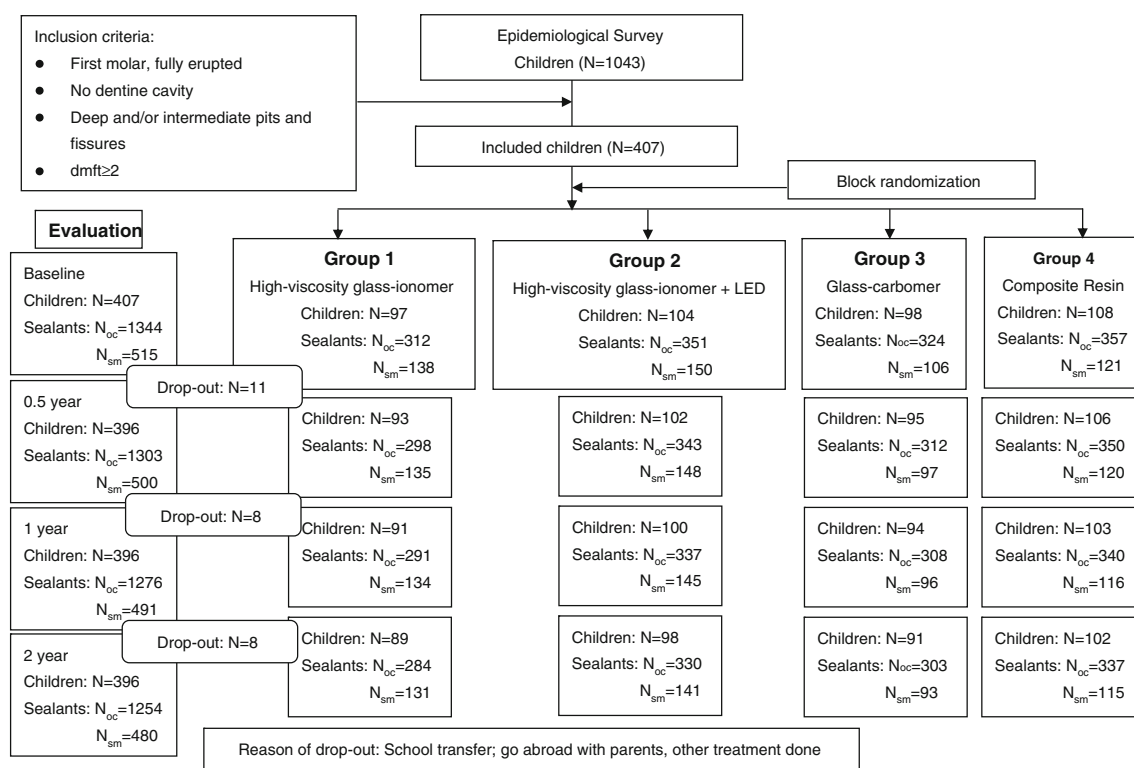 Inclusion criteria:
● First molar, fully erupted
● No dentine cavity
● Deep and/or intermediate pits and
fissures
● dmft≥2
Epidemiological Survey
Children (N=1043)
Included children (N=407)
Block randomization
Evaluation
Baseline
Children: N=407
Sealants: Noc=1344
Nsm=515
Group 1
High-viscosity glass-ionomer
Children: N=97
Sealants: Noc=312
Nsm=138
Group 2
High-viscosity glass-ionomer + LED
Children: N=104
Sealants: Noc=351
Nsm=150
Group 3
Glass-carbomer
Children: N=98
Sealants: Noc=324
Nsm=106
Group 4
Composite Resin
Children: N=108
Sealants: Noc=357
Nsm=121
Drop-out: N=11
0.5 year
Children: N=396
Sealants: Noc=1303
Nsm=500
Children: N=93
Sealants: Noc=298
Nsm=135
Children: N=102
Sealants: Noc=343
Nsm=148
Children: N=95
Sealants: Noc=312
Nsm=97
Children: N=106
Sealants: Noc=350
Nsm=120
Drop-out: N=8
1 year
Children: N=396
Sealants: Noc=1276
Nsm=491
Children: N=91
Sealants: Noc=291
Nsm=134
Children: N=100
Sealants: Noc=337
Nsm=145
Children: N=94
Sealants: Noc=308
Nsm=96
Children: N=103
Sealants: Noc=340
Nsm=116
Drop-out: N=8
2 year
Children: N=396
Sealants: Noc=1254
Nsm=480
Children: N=89
Sealants: Noc=284
Nsm=131
Children: N=98
Sealants: Noc=330
Nsm=141
Children: N=91
Sealants: Noc=303
Nsm=93
Children: N=102
Sealants: Noc=337
Nsm=115
Reason of drop-out: School transfer; go abroad with parents, other treatment done